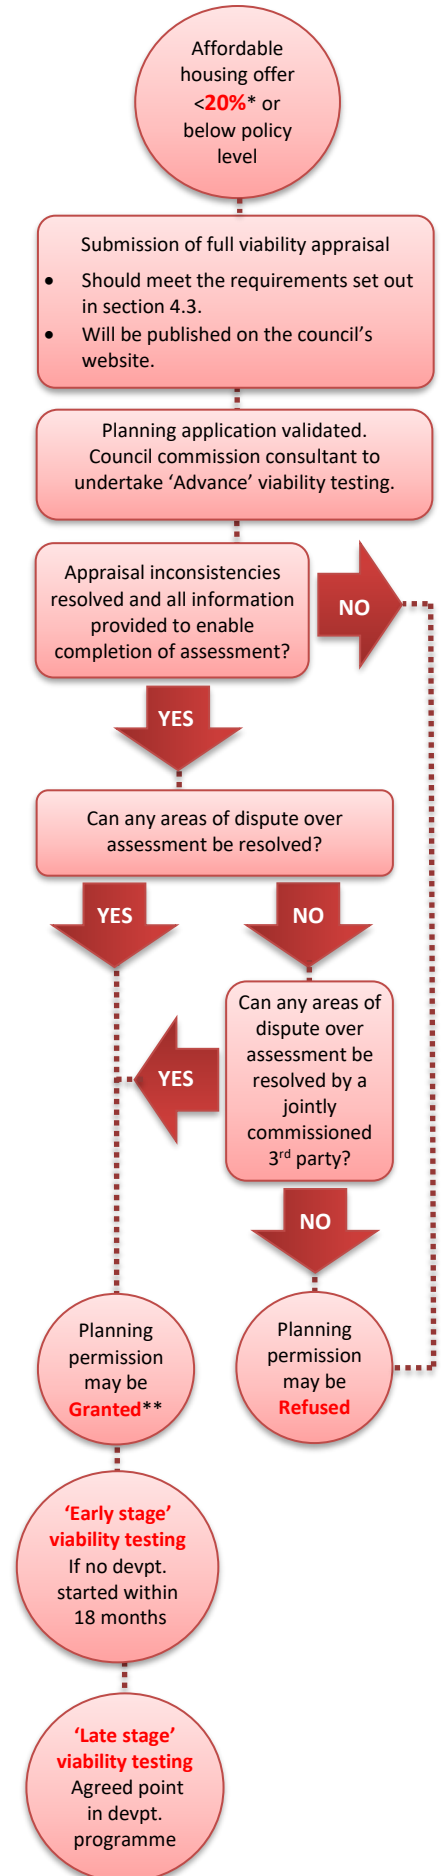 Affordable
housing offer
<20%* or
below policy
level
Submission of full viability appraisal
• Should meet the requirements set out
in section 4.3.
• Will be published on the council’s
website.
Planning application validated.
Council commission consultant to
undertake ‘Advance’ viability testing.
Appraisal inconsistencies
resolved and all information
provided to enable
completion of assessment?
NO
YES
Can any areas of dispute over
assessment be resolved?
YES
NO
Can any areas of
dispute over
assessment be
resolved by a
jointly
commissioned
3rd party?
YES
NO
Planning
permission
may be
Granted**
Planning
permission
may be
Refused
‘Early stage’
viability testing
If no devpt.
started within
18 months
‘Late stage’
viability testing
Agreed point
in devpt.
programme